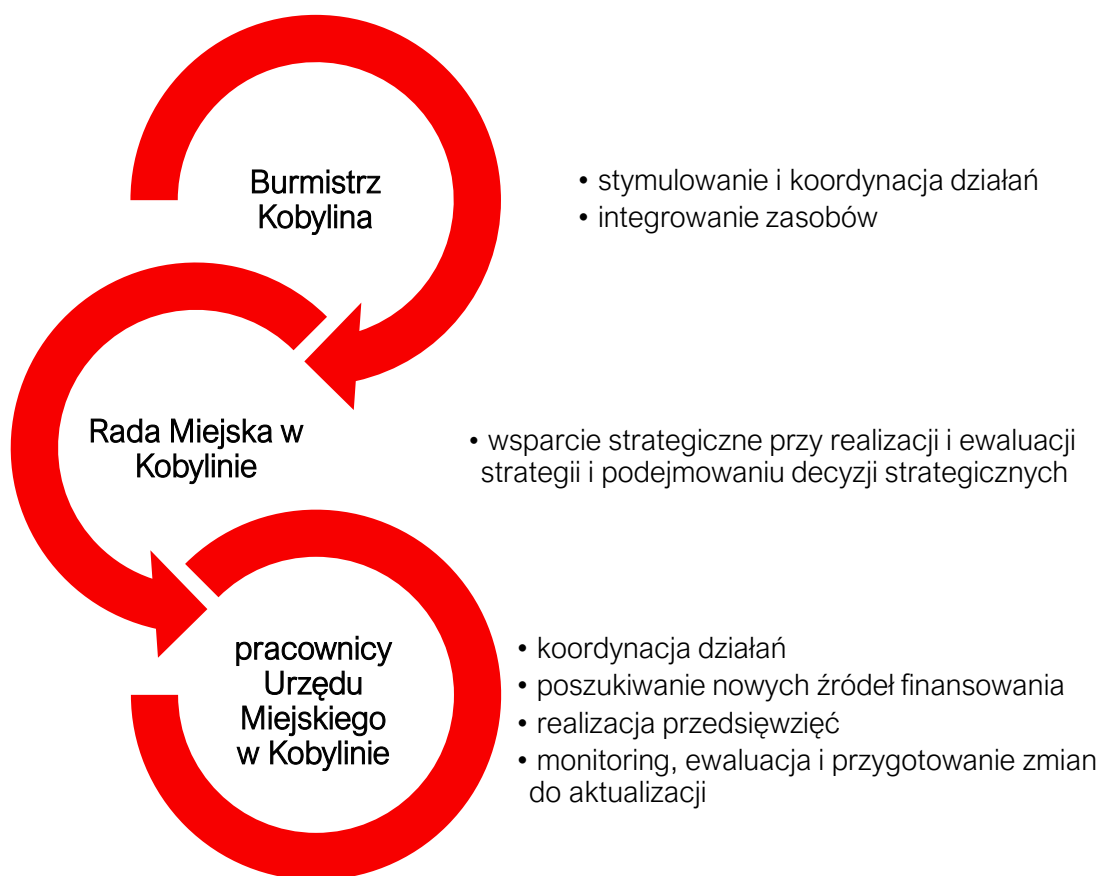 Burmistrz
Kobylina
• stymulowanie i koordynacja działań
• integrowanie zasobów
Rada Miejska w
Kobylinie
• wsparcie strategiczne przy realizacji i ewaluacji
strategii i podejmowaniu decyzji strategicznych
pracownicy
Urzędu
Miejskiego
w Kobylinie
• koordynacja działań
• poszukiwanie nowych źródeł finansowania
• realizacja przedsięwzięć
• monitoring, ewaluacja i przygotowanie zmian
do aktualizacji